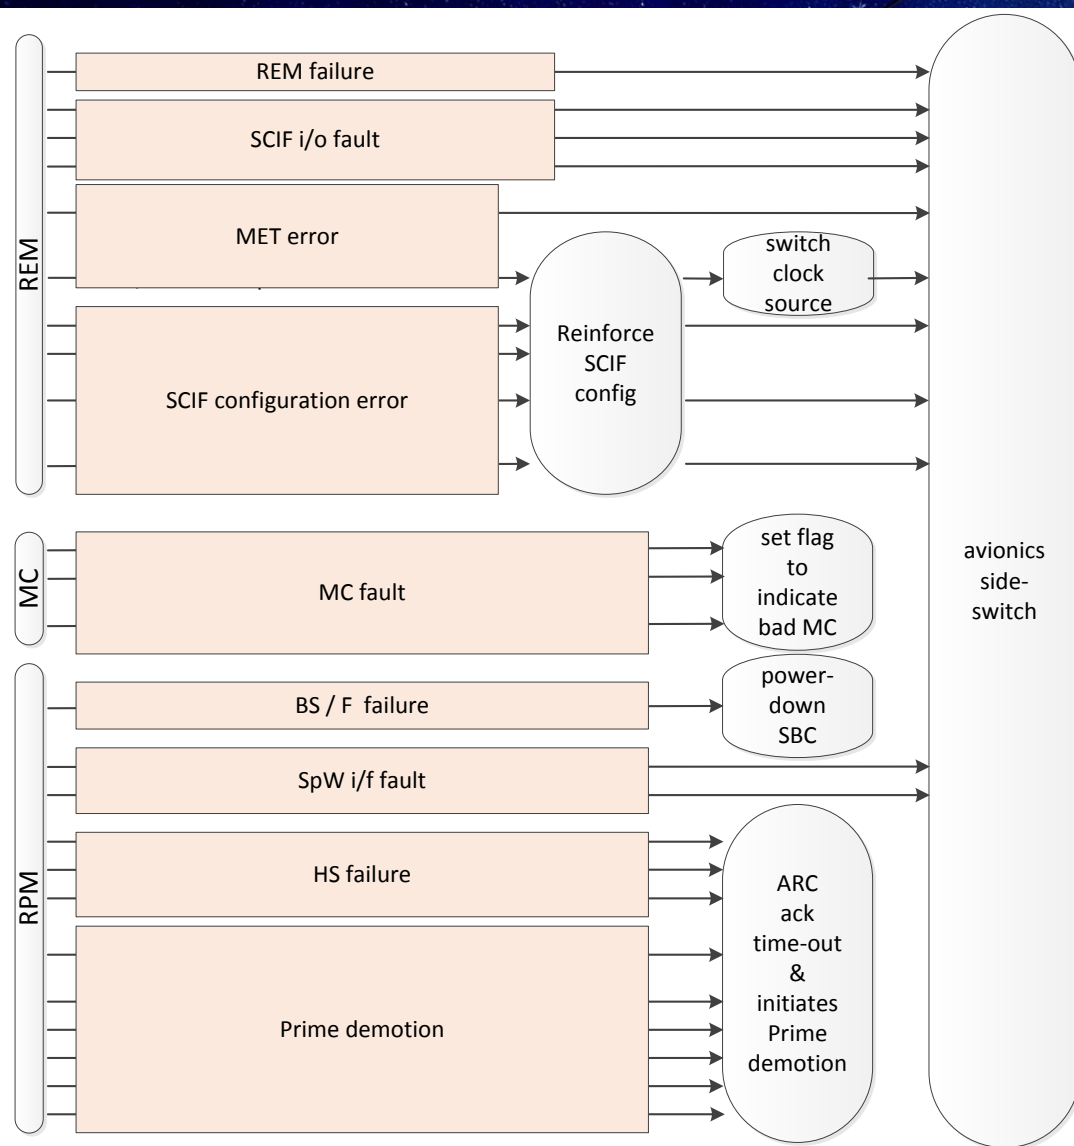 REM
REM failure
SCIF i/o fault
MET error
SCIF configuration error
Reinforce
SCIF
config
switch
clock
source
MC
MC fault
set flag
to
indicate
bad MC
avionics
side-
switch
RPM
BS / F failure
power-
down
SBC
SpW i/f fault
HS failure
Prime demotion
ARC
ack
time-out
&
initiates
Prime
demotion